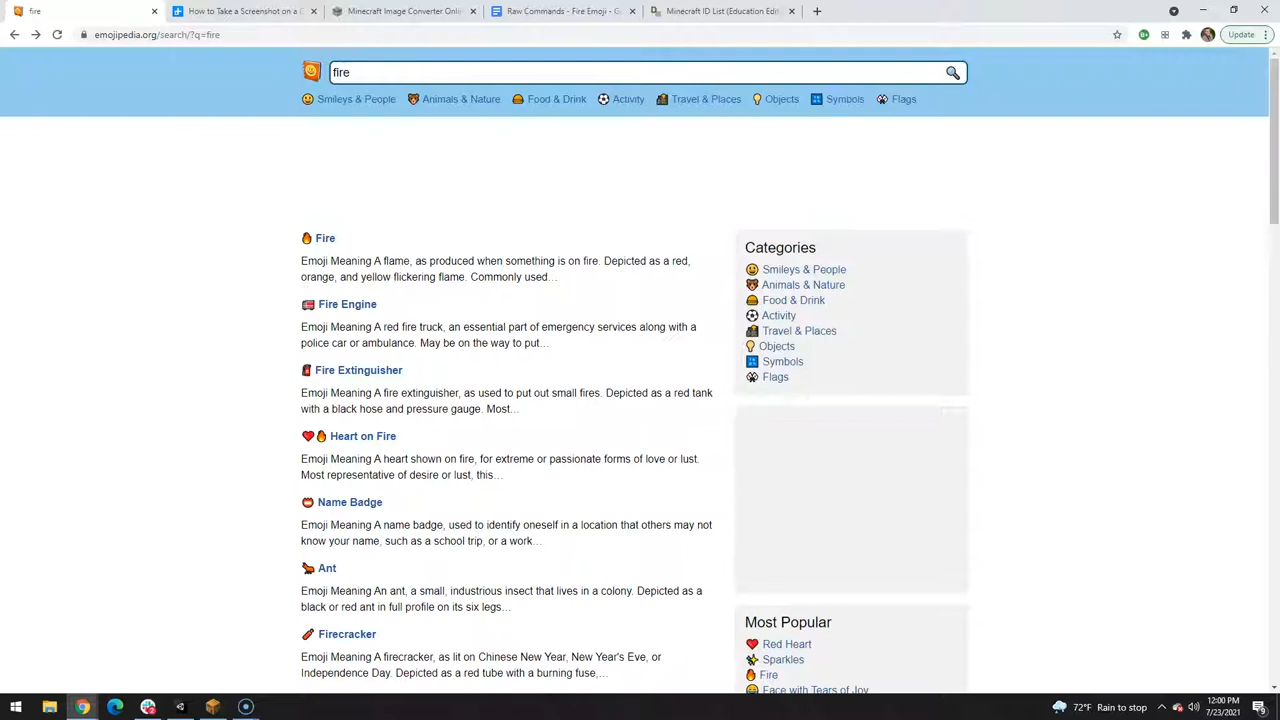 fire
How to Take a Screenshot on a C
Minecraft Image Converter Onli
Raw Commands - Fire Emoji - G
Minecraft ID List (Education Edit
emojipedia.org/search/?q=fire
Update
fire
Smileys & People
Animals & Nature
Food & Drink
Activity
Travel & Places
Objects
Symbols
Flags
Fire
Emoji Meaning A flame, as produced when something is on fire. Depicted as a red,
orange, and yellow flickering flame. Commonly used…
Fire Engine
Emoji Meaning A red fire truck, an essential part of emergency services along with a
police car or ambulance. May be on the way to put…
Fire Extinguisher
Emoji Meaning A fire extinguisher, as used to put out small fires. Depicted as a red tank
with a black hose and pressure gauge. Most…
Heart on Fire
Emoji Meaning A heart shown on fire, for extreme or passionate forms of love or lust.
Most representative of desire or lust, this…
Name Badge
Emoji Meaning A name badge, used to identify oneself in a location that others may not
know your name, such as a school trip, or a work…
Ant
Emoji Meaning An ant, a small, industrious insect that lives in a colony. Depicted as a
black or red ant in full profile on its six legs…
Firecracker
Emoji Meaning A firecracker, as lit on Chinese New Year, New Year's Eve, or
Independence Day. Depicted as a red tube with a burning fuse,…
Categories
Smileys & People
Animals & Nature
Food & Drink
Activity
Travel & Places
Objects
Symbols
Flags
Most Popular
Red Heart
Sparkles
Fire
Face with Tears of Joy
72°F Rain to stop
12:00 PM
7/23/2021